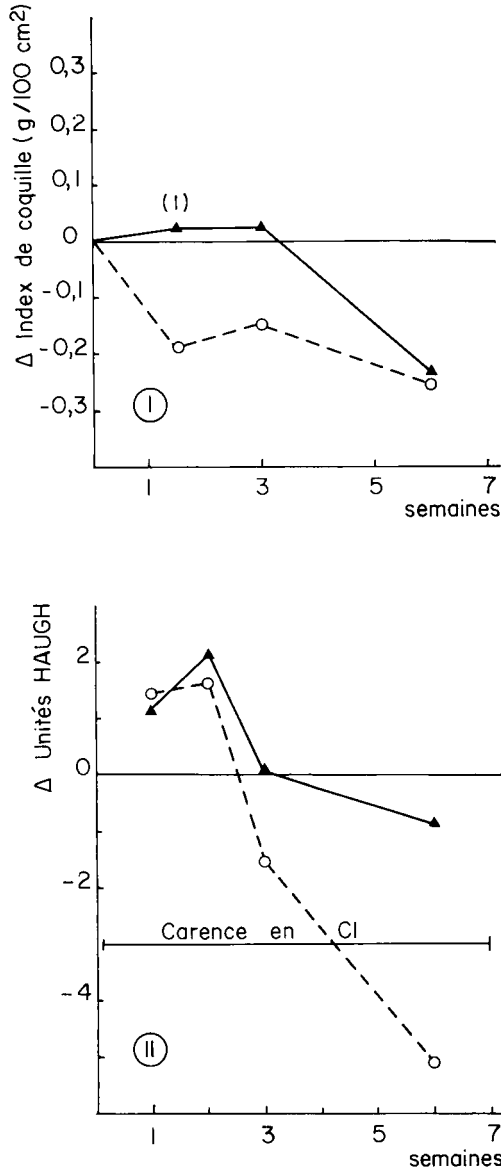 Δ Index de coquille (g/100 cm2)
0,3
0,2
0,1
0
-0,1
-0,2
-0,3
(1)
I
1 3 5 7
semaines
Δ Unités HAUGH
2
0
-2
-4
Carence en Cl
II
1 3 5 7
semaines